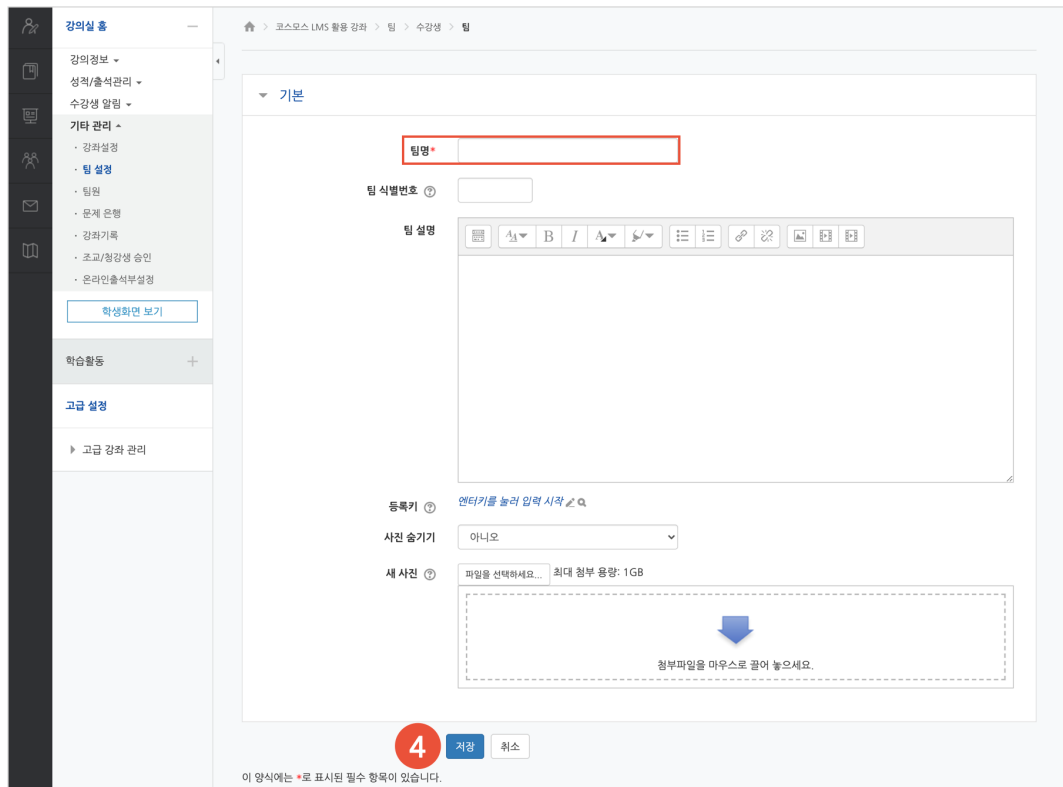 강의실 홈
코스모스 LMS 활용 강좌 > 팀 > 수강생 > 팀
강의정보
성적/출석관리
수강생 알림
기타 관리
· 강좌설정
· 팀 설정
· 팀원
· 문제 은행
· 강좌기록
· 조교/청강생 승인
· 온라인출석부설정
학생화면 보기
학습활동
고급 설정
고급 강좌 관리
기본
팀명*
팀 식별번호
팀 설명
B I
등록키 엔터키를 눌러 입력 시작
사진 숨기기 아니오
새 사진 파일을 선택하세요... 최대 첨부 용량: 1GB
첨부파일을 마우스로 끌어 놓으세요.
4 저장 취소
이 양식에는 *로 표시된 필수 항목이 있습니다.